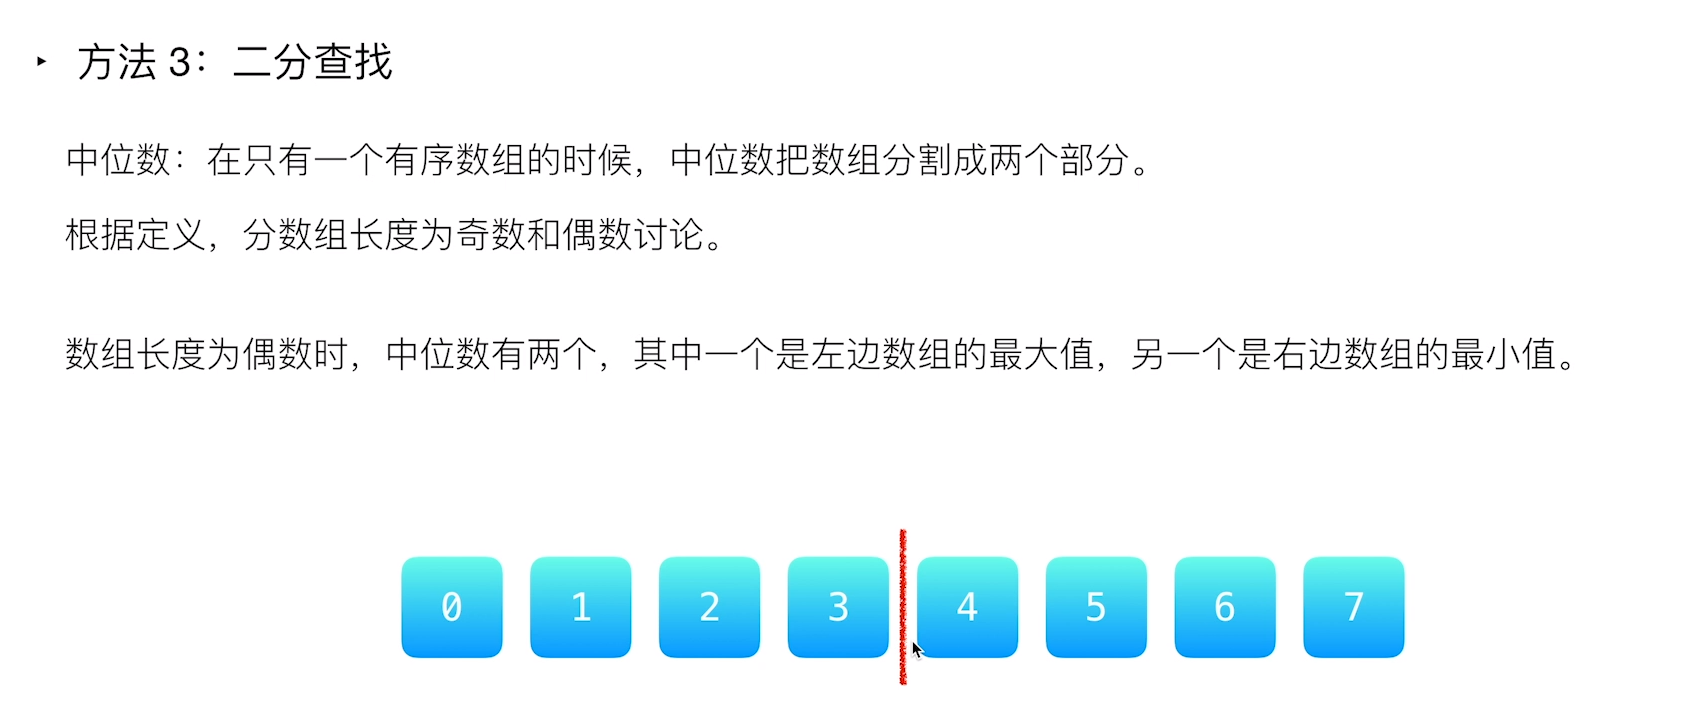 ▸ 方法 3：二分查找
中位数：在只有一个有序数组的时候，中位数把数组分割成两个部分。
根据定义，分数组长度为奇数和偶数讨论。
数组长度为偶数时，中位数有两个，其中一个是左边数组的最大值，另一个是右边数组的最小值。
0 1 2 3 4 5 6 7